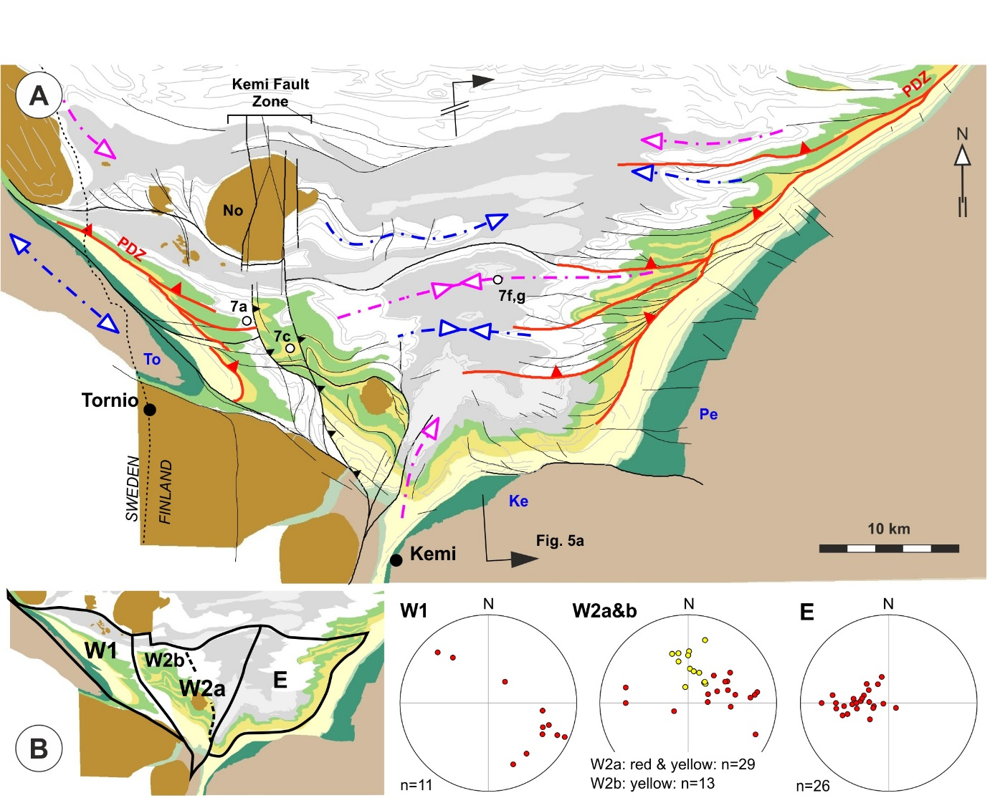 A
Kemi Fault
Zone
PDZ
N
No
PDZ
7a
7f,g
7c
To
Tornio
Pe
SWEDEN
FINLAND
Ke
10 km
Fig. 5a
Kemi
W1
W2b
W2a
E
B
W1
N
n=11
W2a&b
N
W2a: red & yellow: n=29
W2b: yellow: n=13
E
N
n=26